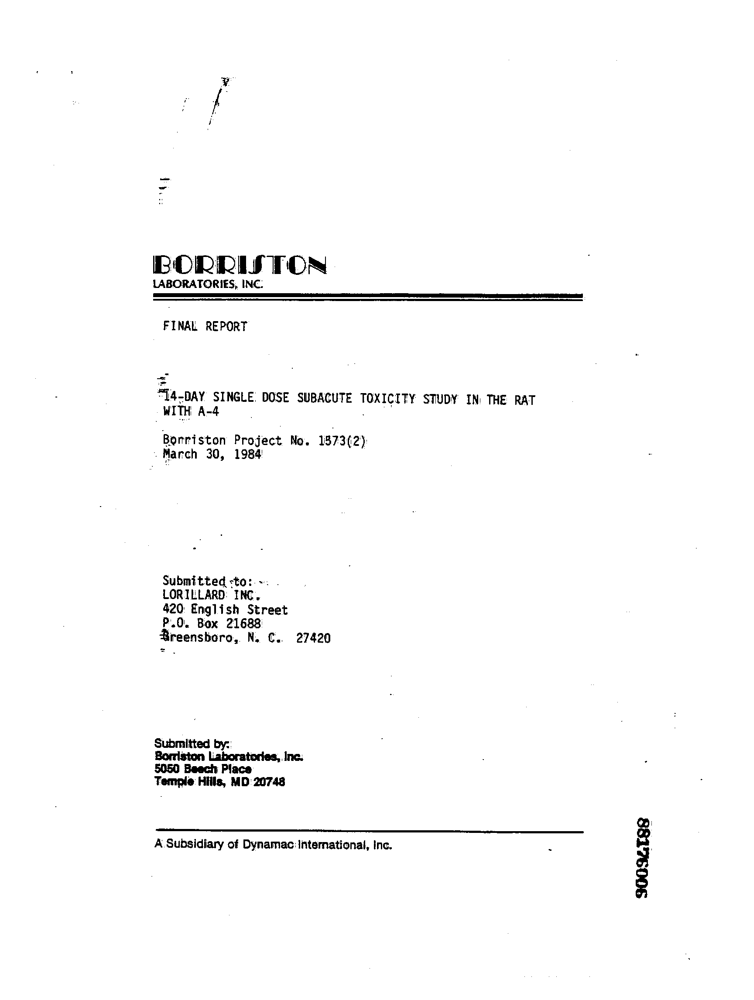 BORRISTON
LABORATORIES, INC.
FINAL REPORT
14-DAY SINGLE DOSE SUBACUTE TOXICITY STUDY IN THE RAT
WITH A-4
Borriston Project No. 1573(2)
March 30, 1984
Submitted to:
LORILLARD INC.
420 English Street
P.O. Box 21688
Greensboro, N. C. 27420
Submitted by:
Borriston Laboratories, Inc.
5050 Beech Place
Temple Hills, MD 20748
A Subsidiary of Dynamac International, Inc.
88176006